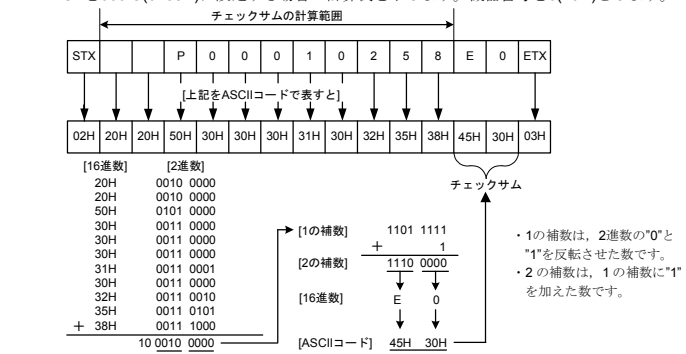 チェックサムの計算範囲
STX P 0 0 0 1 0 2 5 8 E 0 ETX
[上記をASCIIコードで表すと]
02H 20H 20H 50H 30H 30H 30H 31H 30H 32H 35H 38H 45H 30H 03H
チェックサム
[16進数] [2進数]
20H 0010 0000
20H 0010 0000
50H 0101 0000
30H 0011 0000
30H 0011 0000
30H 0011 0000
31H 0011 0001
30H 0011 0000
32H 0011 0010
35H 0011 0101
+ 38H 0011 1000
10 0010 0000
[1の補数] 1101 1111
+ 1
[2の補数] 1110 0000
[16進数] E 0
[ASCIIコード] 45H 30H
・1の補数は，2進数の"0"と
"1"を反転させた数です。
・2 の補数は，1 の補数に"1"
を加えた数です。